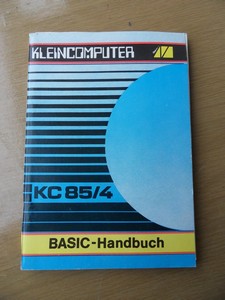 KLEINCOMPUTER
KC 85/4
BASIC-Handbuch